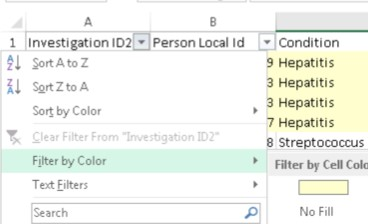 A B
1 Investigation ID2 Person Local Id Condition
Sort A to Z 9 Hepatitis
Sort Z to A 3 Hepatitis
Sort by Color 3 Hepatitis
7 Hepatitis
Clear Filter From "Investigation ID2" 8 Streptococcus
Filter by Color Filter by Cell Colo
Text Filters
Search No Fill